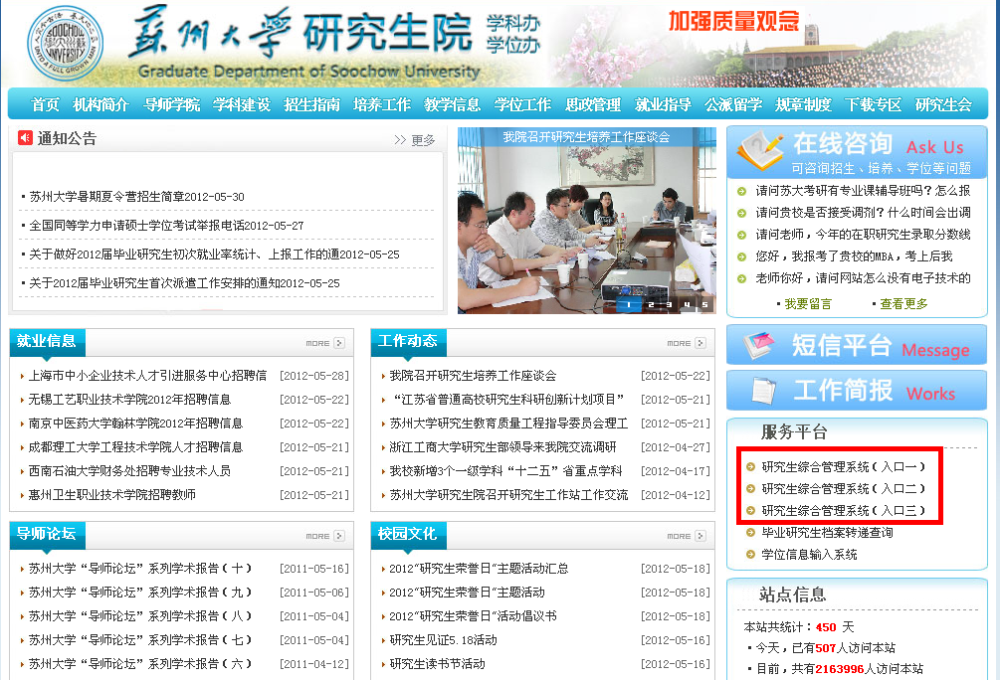 SOOCHOW
UNIVERSITY
蘇州大學 研究生院 学科办
学位办
Graduate Department of Soochow University
加强质量观念
首页 机构简介 导师学院 学科建设 招生指南 培养工作 教学信息 学位工作 思政管理 就业指导 公派留学 规章制度 下载专区 研究生会
通知公告 >> 更多
苏州大学暑期夏令营招生简章2012-05-30
全国同等学力申请硕士学位考试举报电话2012-05-27
关于做好2012届毕业研究生初次就业率统计、上报工作的通2012-05-25
关于2012届毕业研究生首次派遣工作安排的通知2012-05-25
我院召开研究生培养工作座谈会
1 2 3 4 5
在线咨询 Ask Us
可咨询招生、培养、学位等问题
请问苏大考研有专业课辅导班吗？怎么报
请问贵校是否接受调剂？什么时间会出调
请问老师，今年的在职研究生录取分数线
您好，我报考了贵校的MBA，考上后我
老师你好，请问网站怎么没有电子技术的
我要留言 查看更多
就业信息 MORE
上海市中小企业技术人才引进服务中心招聘信 [2012-05-28]
无锡工艺职业技术学院2012年招聘信息 [2012-05-22]
南京中医药大学翰林学院2012年招聘信息 [2012-05-22]
成都理工大学工程技术学院人才招聘信息 [2012-05-21]
西南石油大学财务处招聘专业技术人员 [2012-05-21]
惠州卫生职业技术学院招聘教师 [2012-05-21]
工作动态 MORE
我院召开研究生培养工作座谈会 [2012-05-22]
“江苏省普通高校研究生科研创新计划项目” [2012-05-21]
苏州大学研究生教育质量工程指导委员会理工 [2012-05-21]
浙江工商大学研究生部领导来我院交流调研 [2012-04-27]
我校新增3个一级学科“十二五”省重点学科 [2012-04-17]
苏州大学研究生院召开研究生工作站工作交流 [2012-04-12]
短信平台 Message
工作简报 Works
服务平台
研究生综合管理系统（入口一）
研究生综合管理系统（入口二）
研究生综合管理系统（入口三）
毕业研究生档案转递查询
学位信息输入系统
导师论坛 MORE
苏州大学“导师论坛”系列学术报告（十） [2011-05-16]
苏州大学“导师论坛”系列学术报告（九） [2011-05-06]
苏州大学“导师论坛”系列学术报告（八） [2011-05-04]
苏州大学“导师论坛”系列学术报告（七） [2011-05-04]
苏州大学“导师论坛”系列学术报告（六） [2011-04-12]
校园文化 MORE
2012“研究生荣誉日“主题活动汇总 [2012-05-18]
2012“研究生荣誉日“主题活动 [2012-05-18]
2012“研究生荣誉日“活动倡议书 [2012-05-18]
研究生见证5.18活动 [2012-05-16]
研究生读书节活动 [2012-05-16]
站点信息
本站共统计：450 天
今天，已有507人访问本站
目前，共有2163996人访问本站